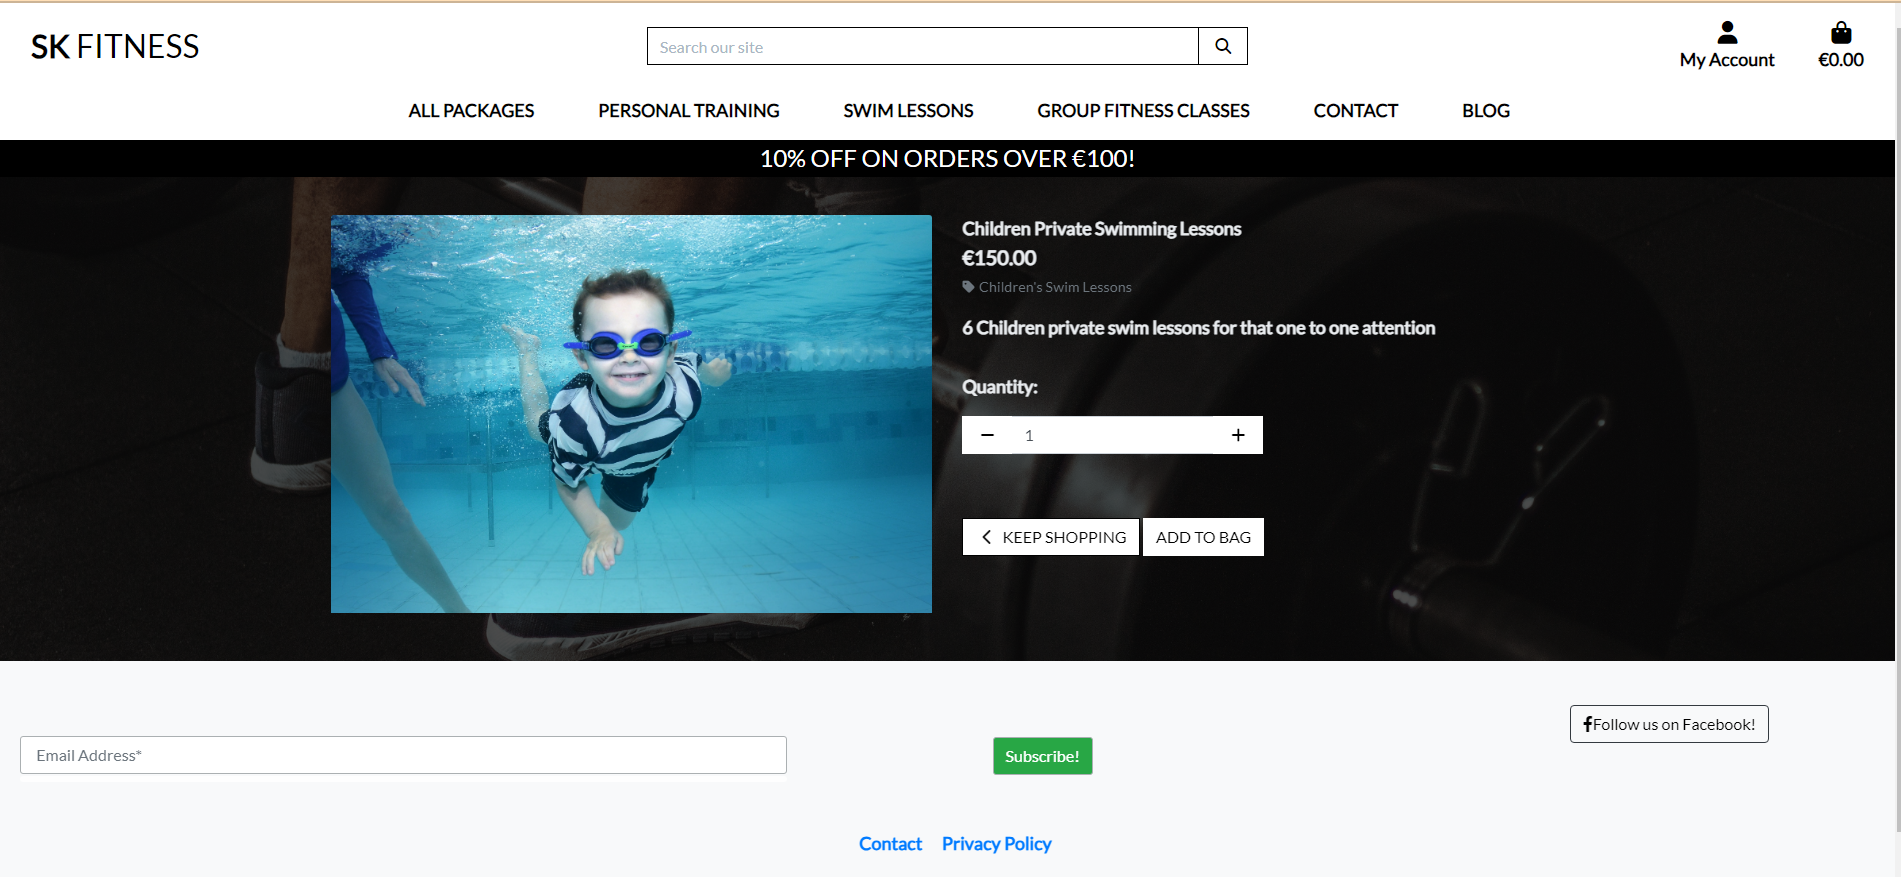 SK FITNESS
Search our site
My Account
€0.00
ALL PACKAGES PERSONAL TRAINING SWIM LESSONS GROUP FITNESS CLASSES CONTACT BLOG
10% OFF ON ORDERS OVER €100!
Children Private Swimming Lessons
€150.00
Children's Swim Lessons
6 Children private swim lessons for that one to one attention
Quantity:
1
KEEP SHOPPING ADD TO BAG
Follow us on Facebook!
Email Address*
Subscribe!
Contact Privacy Policy